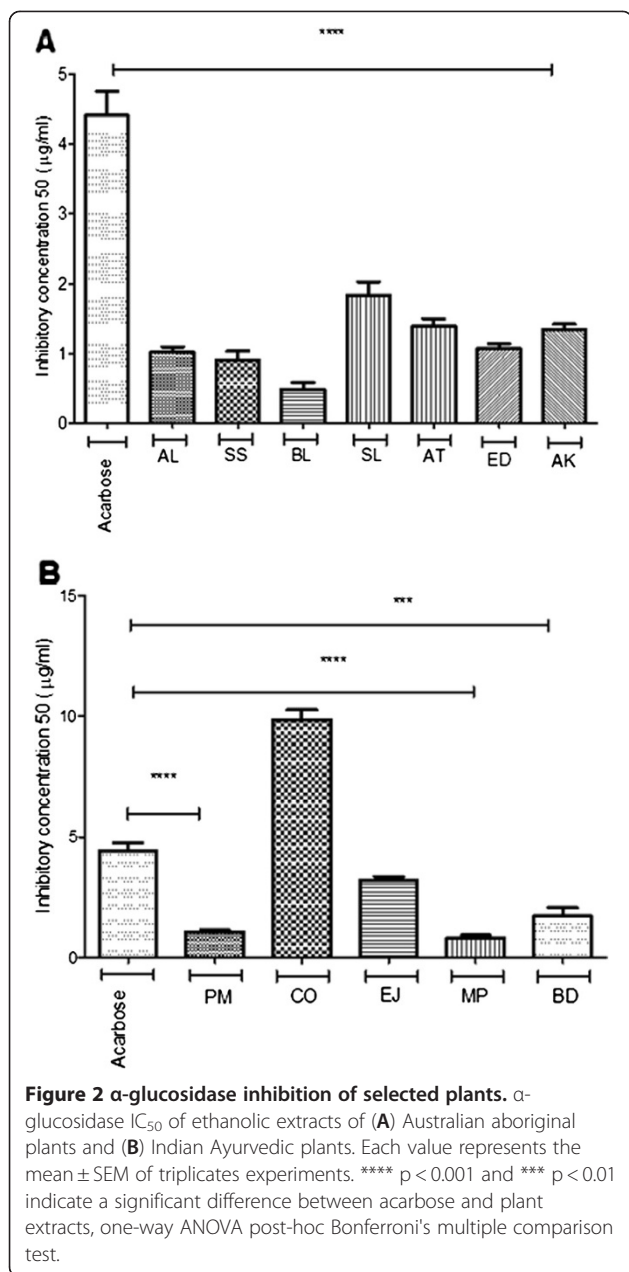 A
****
5
4
3
2
1
0
Inhibitory concentration 50 (µg/ml)
Acarbose
AL
SS
BL
SL
AT
ED
AK
B
15
10
5
0
Inhibitory concentration 50 (µg/ml)
***
****
****
Acarbose
PM
CO
EJ
MP
BD
Figure 2 α-glucosidase inhibition of selected plants. α-
glucosidase IC50 of ethanolic extracts of (A) Australian aboriginal
plants and (B) Indian Ayurvedic plants. Each value represents the
mean ± SEM of triplicates experiments. **** p < 0.001 and *** p < 0.01
indicate a significant difference between acarbose and plant
extracts, one-way ANOVA post-hoc Bonferroni's multiple comparison
test.